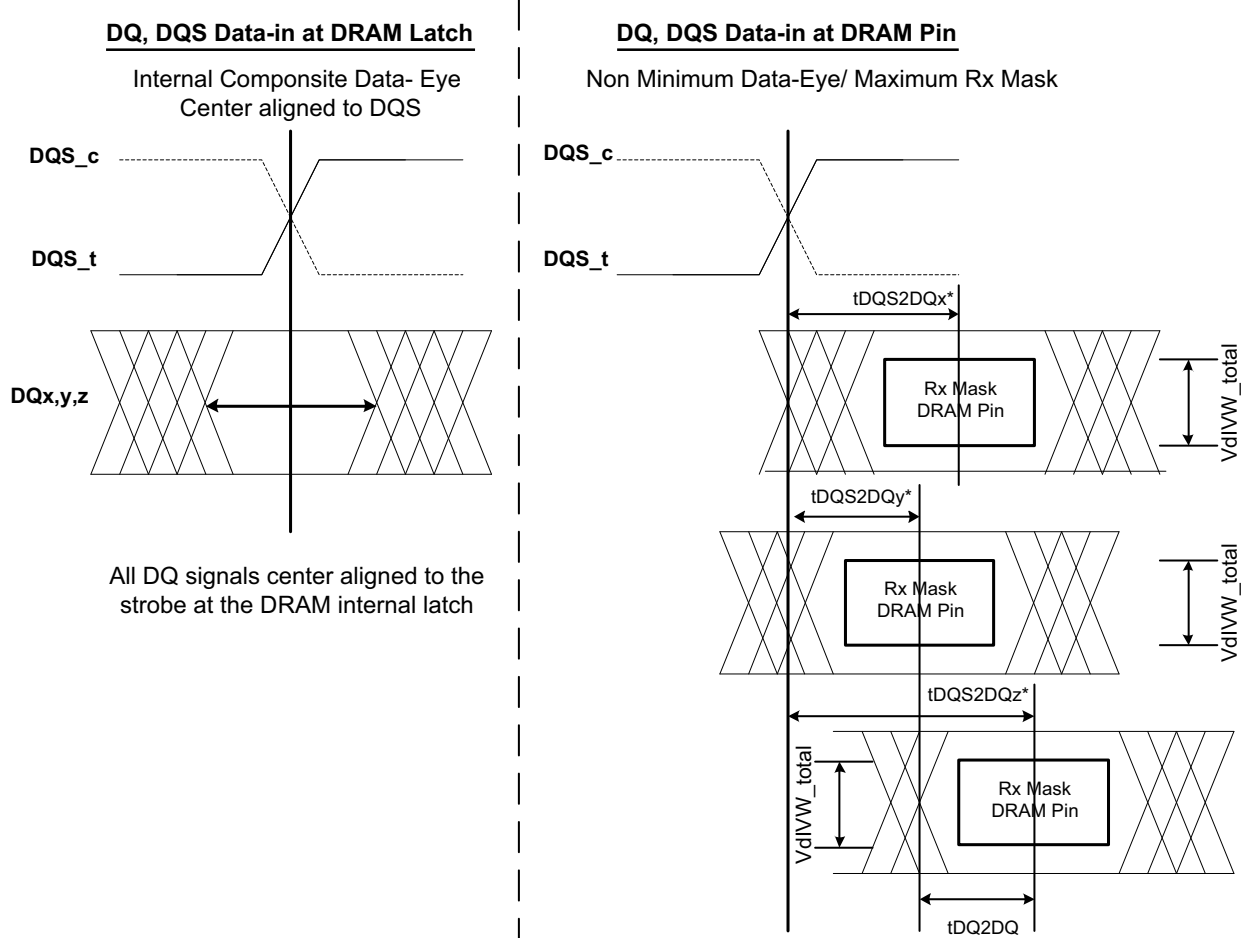 DQ, DQS Data-in at DRAM Latch
Internal Componsite Data- Eye
Center aligned to DQS
DQS_c
DQS_t
DQx,y,z
All DQ signals center aligned to the
strobe at the DRAM internal latch
DQ, DQS Data-in at DRAM Pin
Non Minimum Data-Eye/ Maximum Rx Mask
DQS_c
DQS_t
tDQS2DQx*
Rx Mask
DRAM Pin
VdIVW_total
tDQS2DQy*
Rx Mask
DRAM Pin
VdIVW_total
tDQS2DQz*
VdIVW_total
Rx Mask
DRAM Pin
tDQ2DQ